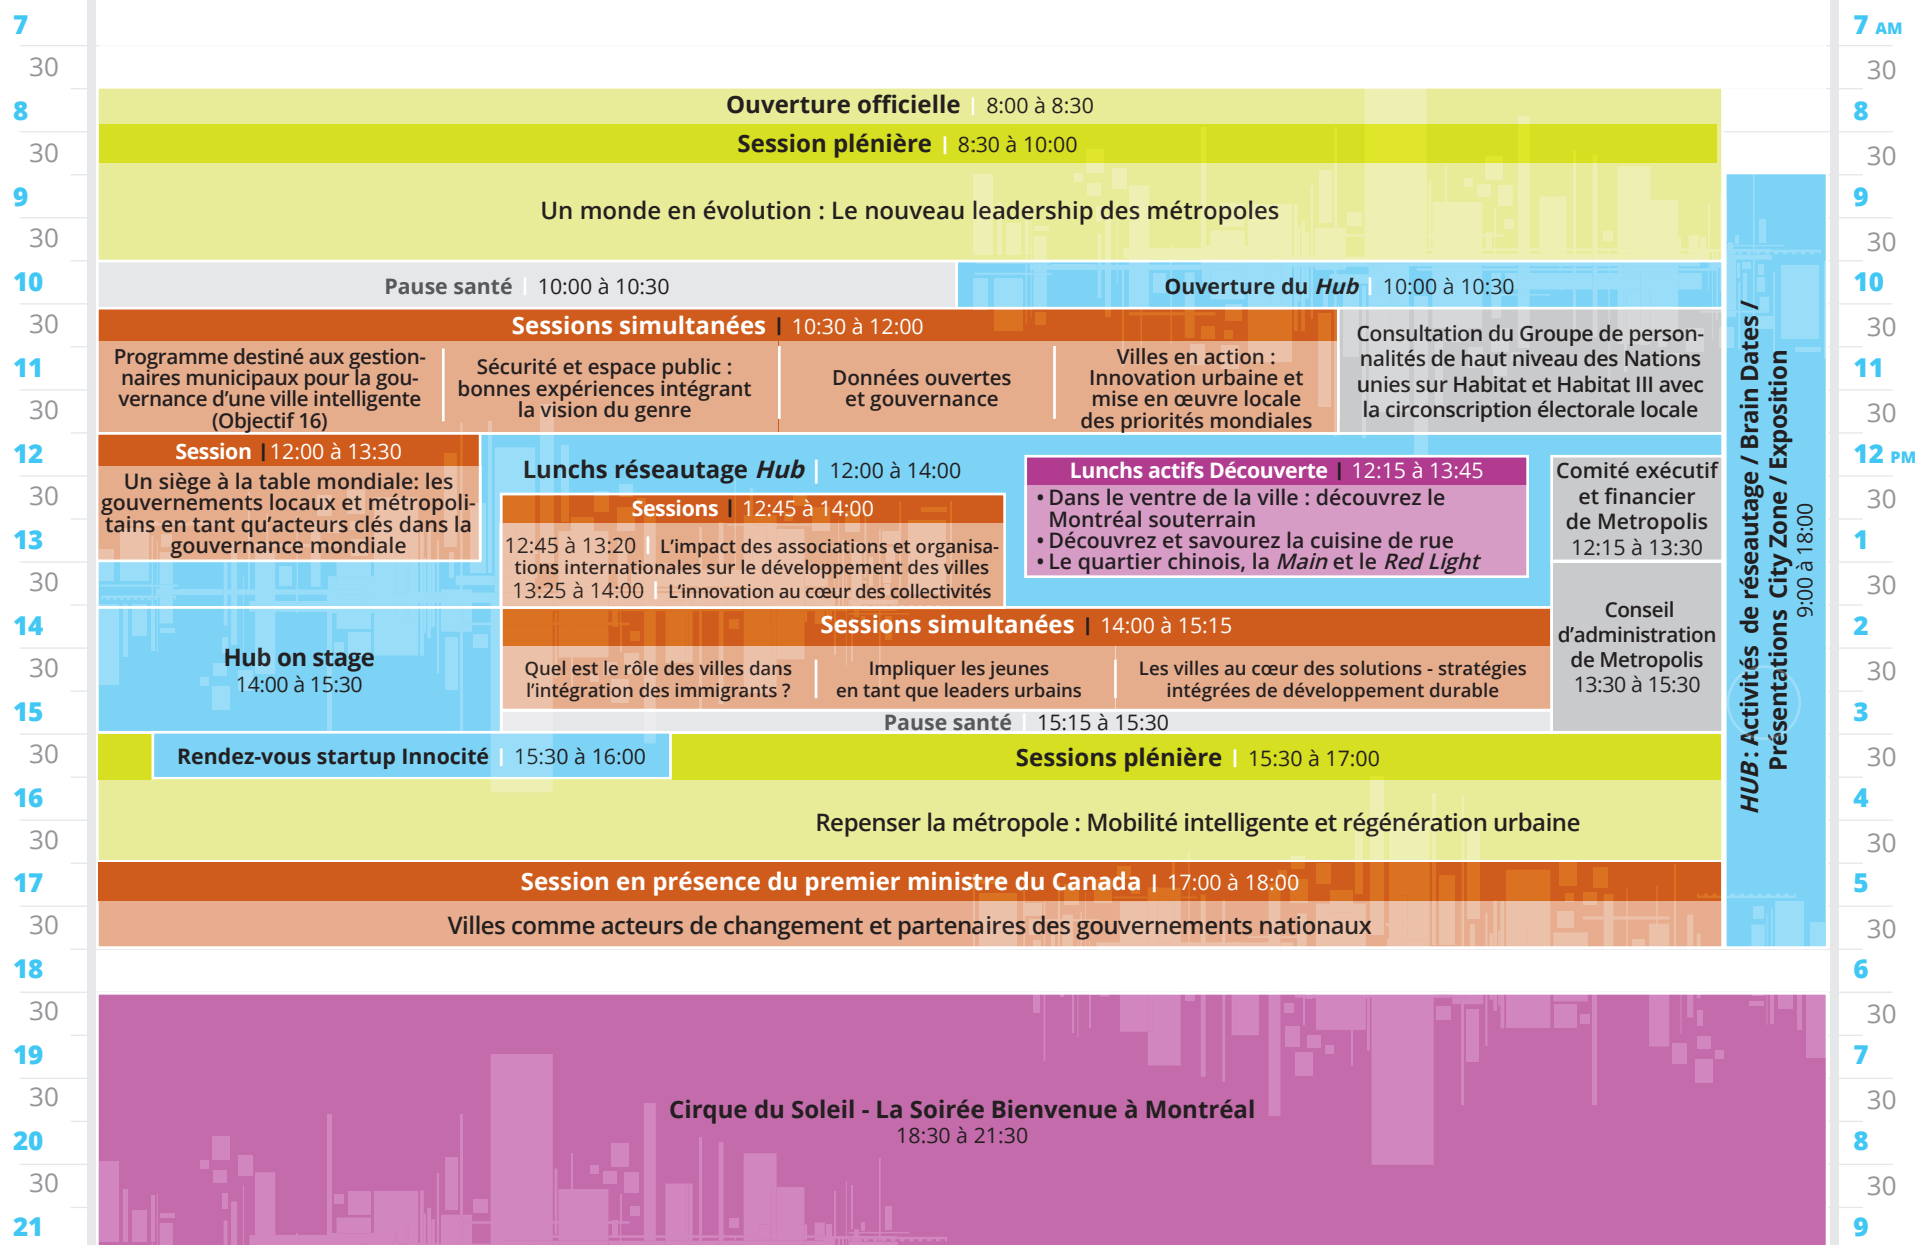 7
30
8
30
9
30
10
30
11
30
12
30
13
30
14
30
15
30
16
30
17
30
18
30
19
30
20
30
21
Ouverture officielle | 8:00 à 8:30
Session plénière | 8:30 à 10:00
Un monde en évolution : Le nouveau leadership des métropoles
Pause santé | 10:00 à 10:30
Ouverture du Hub | 10:00 à 10:30
Sessions simultanées | 10:30 à 12:00
Programme destiné aux gestion-
naires municipaux pour la gou-
vernance d'une ville intelligente
(Objectif 16)
Sécurité et espace public :
bonnes expériences intégrant
la vision du genre
Données ouvertes
et gouvernance
Villes en action :
Innovation urbaine et
mise en œuvre locale
des priorités mondiales
Consultation du Groupe de person-
nalités de haut niveau des Nations
unies sur Habitat et Habitat III avec
la circonscription électorale locale
Session | 12:00 à 13:30
Un siège à la table mondiale: les
gouvernements locaux et métropoli-
tains en tant qu'acteurs clés dans la
gouvernance mondiale
Lunchs réseautage Hub | 12:00 à 14:00
Sessions | 12:45 à 14:00
12:45 à 13:20 | L'impact des associations et organisa-
tions internationales sur le développement des villes
13:25 à 14:00 | L'innovation au cœur des collectivités
Lunchs actifs Découverte | 12:15 à 13:45
• Dans le ventre de la ville : découvrez le
Montréal souterrain
• Découvrez et savourez la cuisine de rue
• Le quartier chinois, la Main et le Red Light
Comité exécutif
et financier
de Metropolis
12:15 à 13:30
Conseil
d'administration
de Metropolis
13:30 à 15:30
Hub on stage
14:00 à 15:30
Sessions simultanées | 14:00 à 15:15
Quel est le rôle des villes dans
l'intégration des immigrants ?
Impliquer les jeunes
en tant que leaders urbains
Les villes au cœur des solutions - stratégies
intégrées de développement durable
Pause santé | 15:15 à 15:30
Rendez-vous startup Innocité | 15:30 à 16:00
Sessions plénière | 15:30 à 17:00
Repenser la métropole : Mobilité intelligente et régénération urbaine
Session en présence du premier ministre du Canada | 17:00 à 18:00
Villes comme acteurs de changement et partenaires des gouvernements nationaux
HUB : Activités de réseautage / Brain Dates /
Présentations City Zone / Exposition
9:00 à 18:00
Cirque du Soleil - La Soirée Bienvenue à Montréal
18:30 à 21:30
7 AM
30
8
30
9
30
10
30
11
30
12 PM
30
1
30
2
30
3
30
4
30
5
30
6
30
7
30
8
30
9